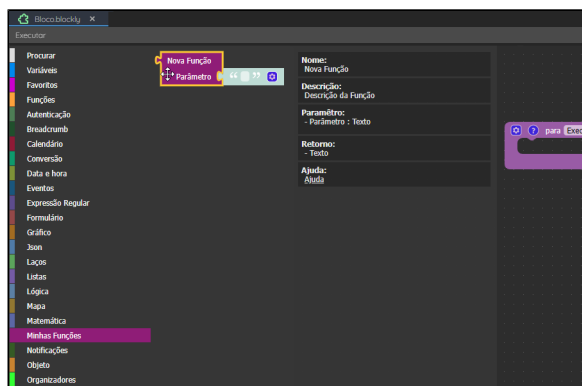 Bloco.blockly ×
Executar
Procurar
Variáveis
Favoritos
Funções
Autenticação
Breadcrumb
Calendário
Conversão
Data e hora
Eventos
Expressão Regular
Formulário
Gráfico
Json
Laços
Listas
Lógica
Mapa
Matemática
Minhas Funções
Notificações
Objeto
Organizadores
Nova Função
Parâmetro “ ”
Nome:
Nova Função
Descrição:
Descrição da Função
Paramêtro:
- Parâmetro : Texto
Retorno:
- Texto
Ajuda:
Ajuda
? para Exec